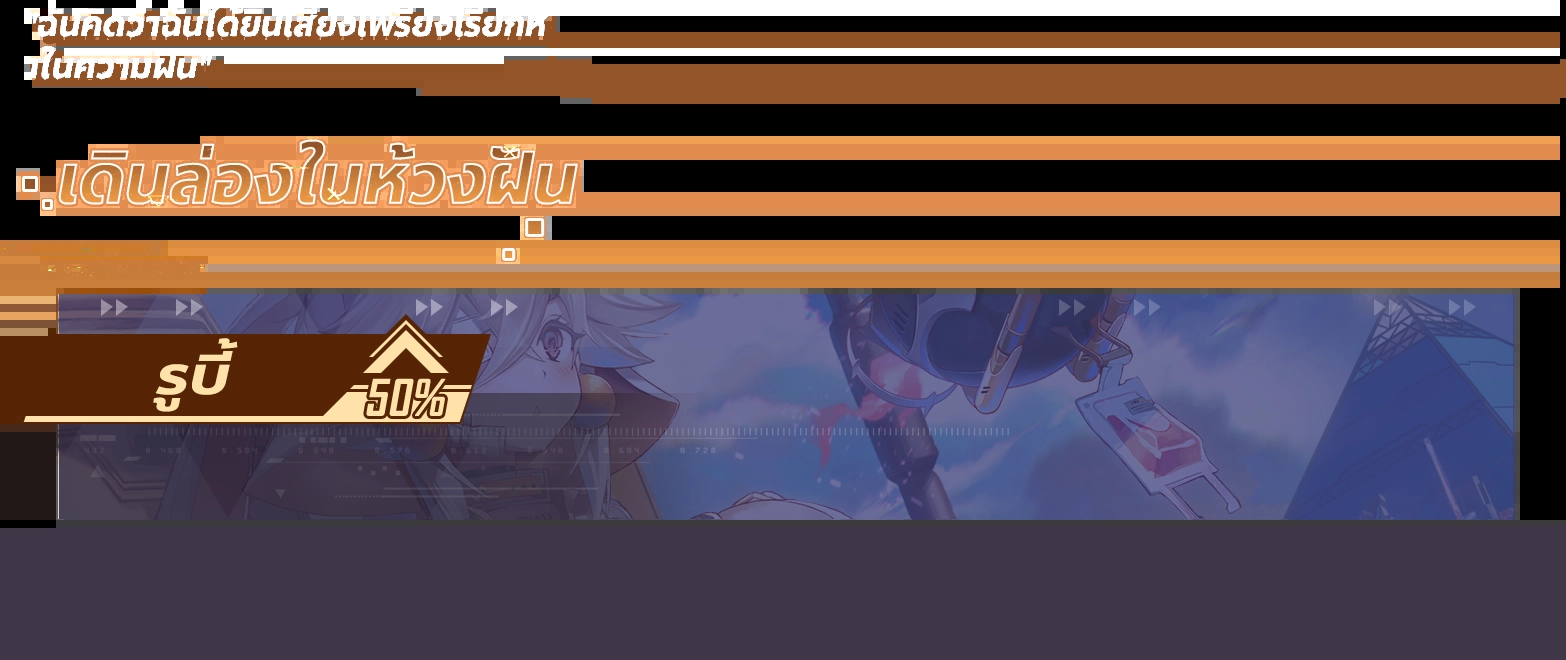 "ฉันคิดว่าฉันได้ยินเสียงเพรียกเรียกห
าในความฝัน"
เดินล่องในห้วงฝัน
รูบี้
50%